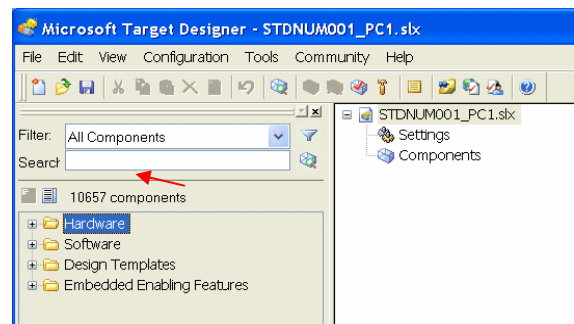 Microsoft Target Designer - STDNUM001_PC1.slx
File Edit View Configuration Tools Community Help
Filter: All Components
Search
10657 components
Hardware
Software
Design Templates
Embedded Enabling Features
STDNUM001_PC1.slx
Settings
Components